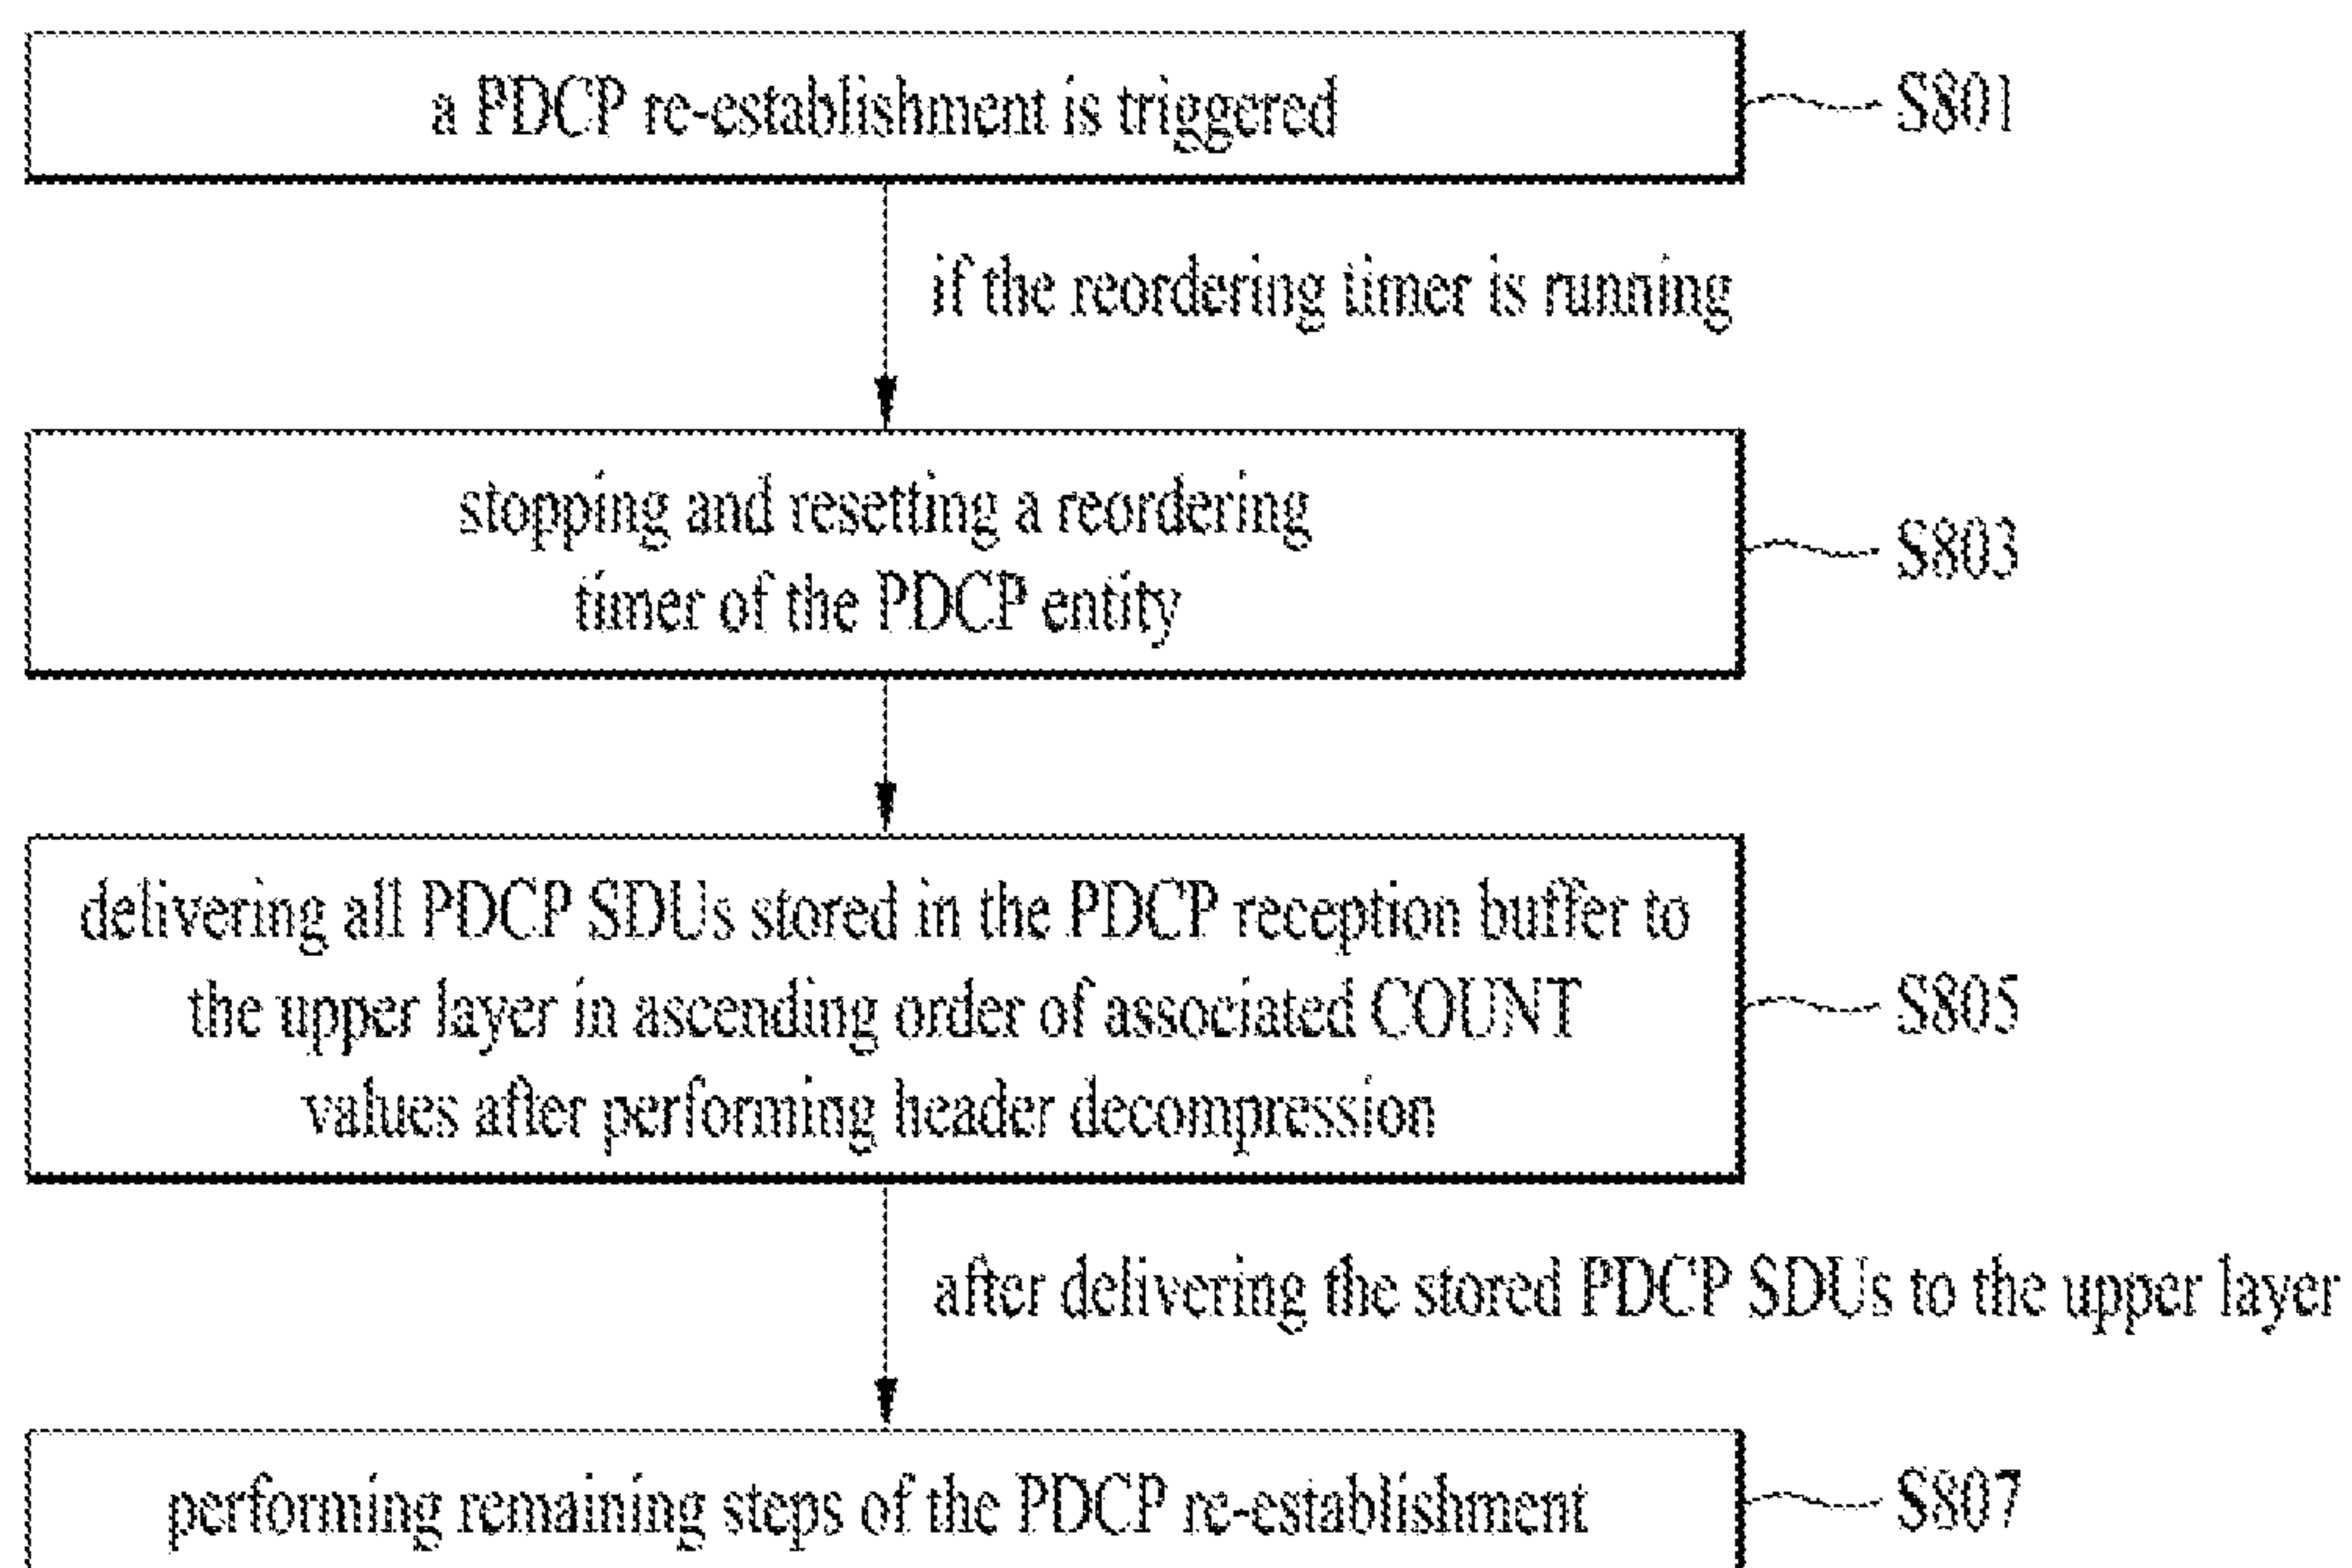 a PDCP re-establishment is triggered
S801
if the reordering timer is running
stopping and resetting a reordering
timer of the PDCP entity
S803
delivering all PDCP SDUs stored in the PDCP reception buffer to
the upper layer in ascending order of associated COUNT
values after performing header decompression
S805
after delivering the stored PDCP SDUs to the upper layer
performing remaining steps of the PDCP re-establishment
S807